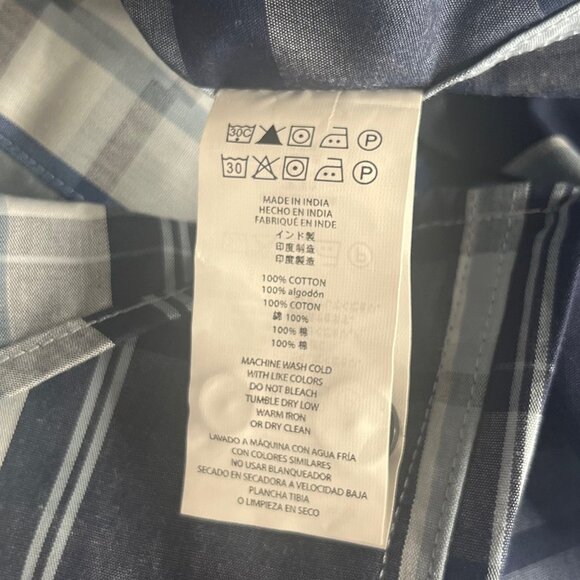 30C P
30 P
MADE IN INDIA
HECHO EN INDIA
FABRIQUÉ EN INDE
インド製
印度制造
印度製造
100% COTTON
100% algodón
100% COTON
綿 100%
100% 棉
100% 棉
MACHINE WASH COLD
WITH LIKE COLORS
DO NOT BLEACH
TUMBLE DRY LOW
WARM IRON
OR DRY CLEAN
LAVADO A MÁQUINA CON AGUA FRÍA
CON COLORES SIMILARES
NO USAR BLANQUEADOR
SECADO EN SECADORA A VELOCIDAD BAJA
PLANCHA TIBIA
O LIMPIEZA EN SECO